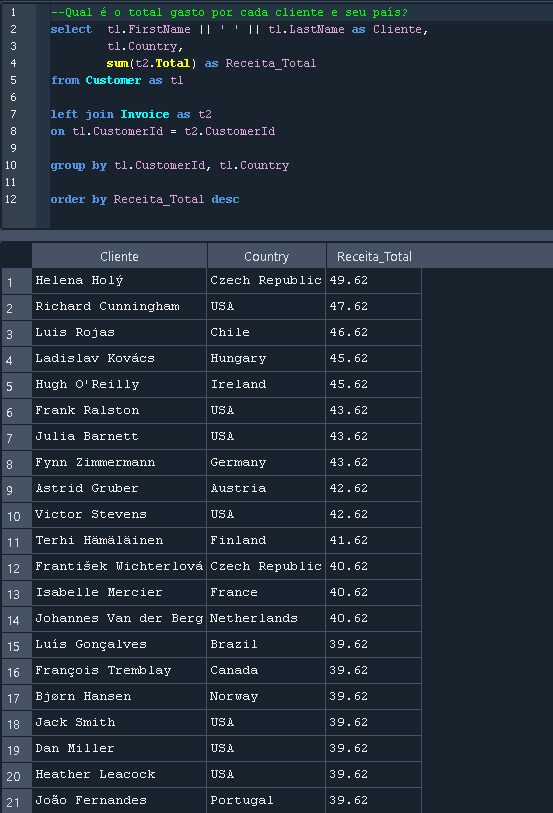 1 --Qual é o total gasto por cada cliente e seu país?
2 select t1.FirstName || ' ' || t1.LastName as Cliente,
3 t1.Country,
4 sum(t2.Total) as Receita_Total
5 from Customer as t1
6
7 left join Invoice as t2
8 on t1.CustomerId = t2.CustomerId
9
10 group by t1.CustomerId, t1.Country
11
12 order by Receita_Total desc
Cliente Country Receita_Total
1 Helena Holý Czech Republic 49.62
2 Richard Cunningham USA 47.62
3 Luis Rojas Chile 46.62
4 Ladislav Kovács Hungary 45.62
5 Hugh O'Reilly Ireland 45.62
6 Frank Ralston USA 43.62
7 Julia Barnett USA 43.62
8 Fynn Zimmermann Germany 43.62
9 Astrid Gruber Austria 42.62
10 Victor Stevens USA 42.62
11 Terhi Hämäläinen Finland 41.62
12 František Wichterlová Czech Republic 40.62
13 Isabelle Mercier France 40.62
14 Johannes Van der Berg Netherlands 40.62
15 Luís Gonçalves Brazil 39.62
16 François Tremblay Canada 39.62
17 Bjørn Hansen Norway 39.62
18 Jack Smith USA 39.62
19 Dan Miller USA 39.62
20 Heather Leacock USA 39.62
21 João Fernandes Portugal 39.62